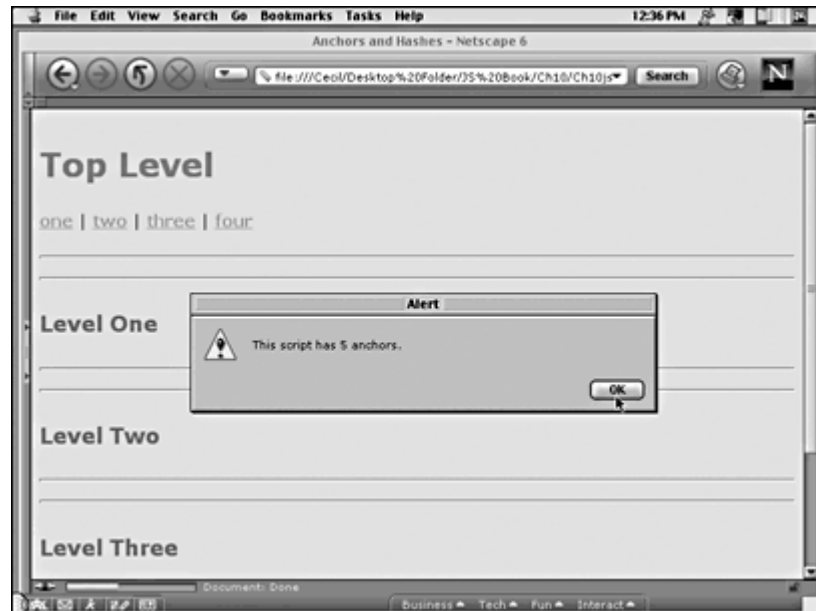 File Edit View Search Go Bookmarks Tasks Help 12:36 PM
Anchors and Hashes - Netscape 6
file:///Ceol/Desktop%20Folder/JS%20Book/Ch10/Ch10js
Search
N
Top Level
one | two | three | four
Level One
Alert
This script has 5 anchors.
OK
Level Two
Level Three
Document: Done
Business Tech Fun Interact